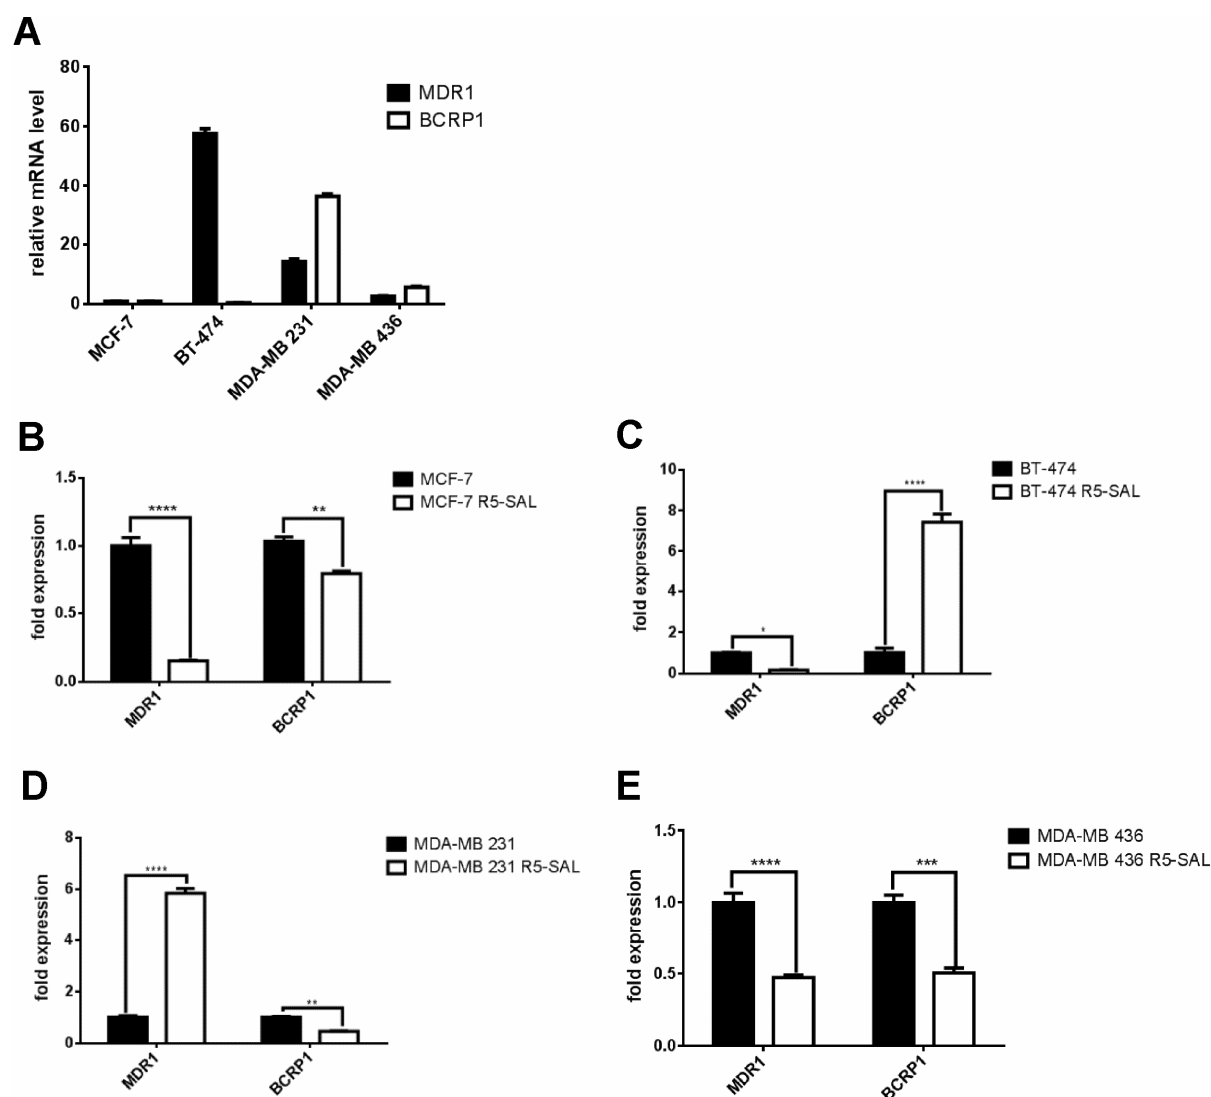 A
80
60
40
20
0
relative mRNA level
MDR1
BCRP1
MCF-7
BT-474
MDA-MB 231
MDA-MB 436
B
1.5
1.0
0.5
0.0
fold expression
****
**
MCF-7
MCF-7 R5-SAL
MDR1
BCRP1
C
10
8
6
4
2
0
fold expression
*
****
BT-474
BT-474 R5-SAL
MDR1
BCRP1
D
8
6
4
2
0
fold expression
****
**
MDA-MB 231
MDA-MB 231 R5-SAL
MDR1
BCRP1
E
1.5
1.0
0.5
0.0
fold expression
****
***
MDA-MB 436
MDA-MB 436 R5-SAL
MDR1
BCRP1